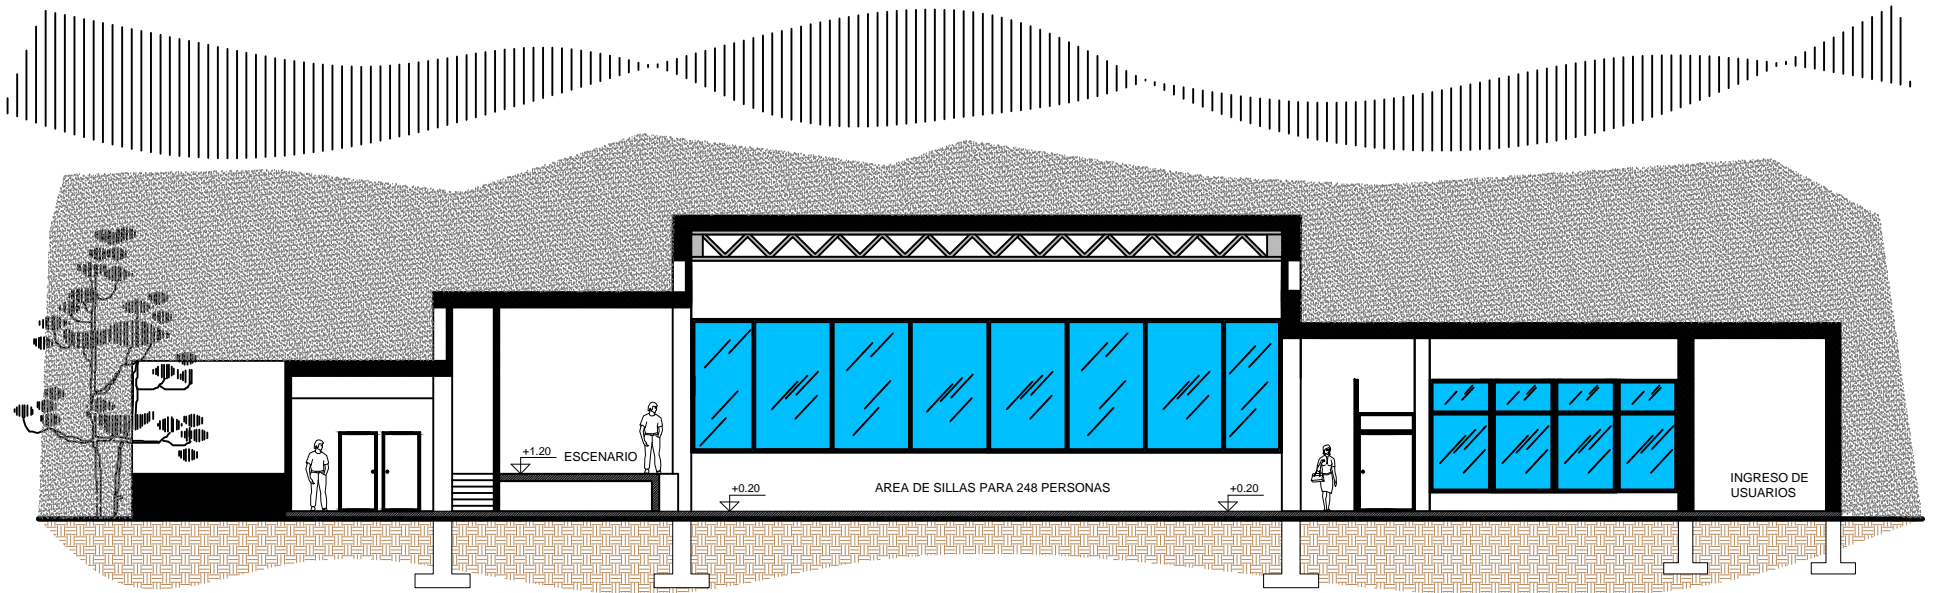 +1.20
ESCENARIO
+0.20
AREA DE SILLAS PARA 248 PERSONAS
+0.20
INGRESO DE
USUARIOS